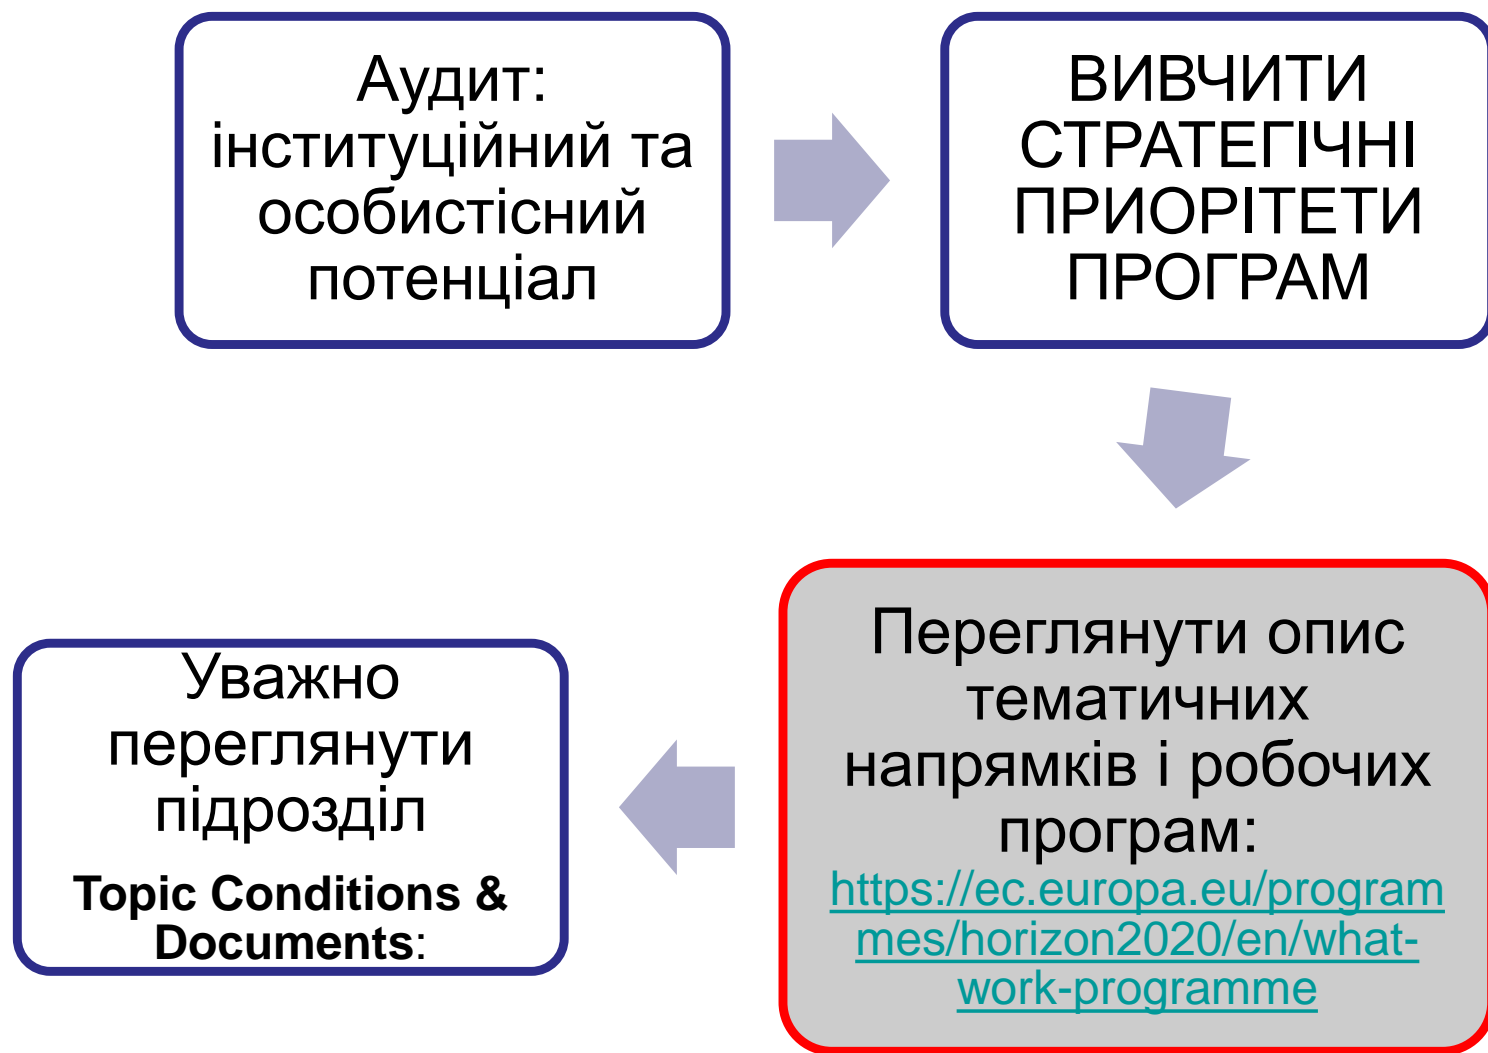 Аудит:
інституційний та
особистісний
потенціал
ВИВЧИТИ
СТРАТЕГІЧНІ
ПРИОРІТЕТИ
ПРОГРАМ
Переглянути опис
тематичних
напрямків і робочих
програм:
https://ec.europa.eu/program
mes/horizon2020/en/what-
work-programme
Уважно
переглянути
підрозділ
Topic Conditions &
Documents: